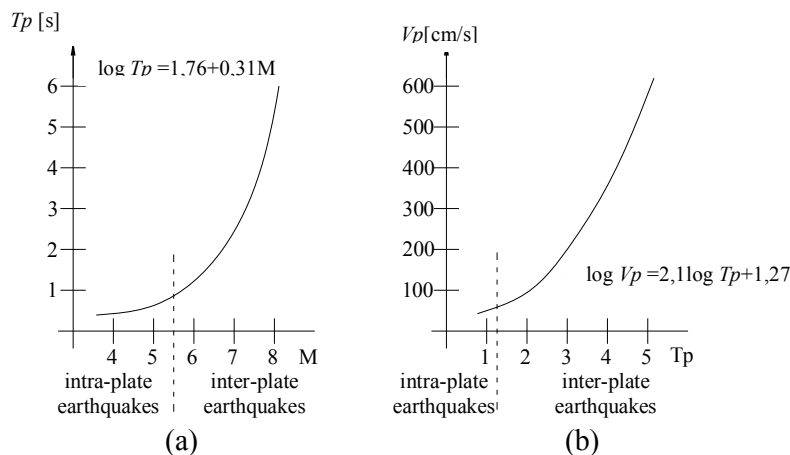 Tp [s]
log Tp =1,76+0,31M
6
5
4
3
2
1
4 5 6 7 8 M
intra-plate
earthquakes
inter-plate
earthquakes
(a)
Vp[cm/s]
600
500
400
300
200
100
log Vp =2,1log Tp+1,27
1 2 3 4 5 Tp
intra-plate
earthquakes
inter-plate
earthquakes
(b)